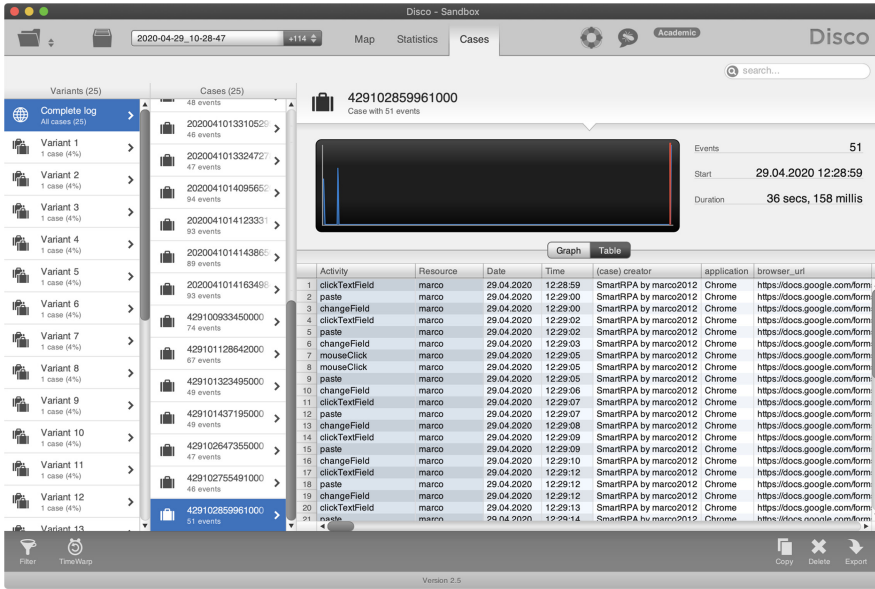 Disco - Sandbox
2020-04-29_10-28-47
+114
Map
Statistics
Cases
Academic
Disco
search...
Variants (25)
Complete log
All cases (25)
Variant 1
1 case (4%)
Variant 2
1 case (4%)
Variant 3
1 case (4%)
Variant 4
1 case (4%)
Variant 5
1 case (4%)
Variant 6
1 case (4%)
Variant 7
1 case (4%)
Variant 8
1 case (4%)
Variant 9
1 case (4%)
Variant 10
1 case (4%)
Variant 11
1 case (4%)
Variant 12
1 case (4%)
Variant 13
Cases (25)
48 events
2020041013310529
46 events
2020041013324727
47 events
2020041014095652
94 events
2020041014123331
93 events
2020041014143865
89 events
2020041014163498
93 events
429100933450000
74 events
429101128642000
67 events
429101323495000
49 events
429101437195000
49 events
429102647355000
47 events
429102755491000
46 events
429102859961000
51 events
429102859961000
Case with 51 events
Events 51
Start 29.04.2020 12:28:59
Duration 36 secs, 158 millis
Graph Table
Activity Resource Date Time (case) creator application browser_url
1 clickTextField marco 29.04.2020 12:28:59 SmartRPA by marco2012 Chrome https://docs.google.com/form
2 paste marco 29.04.2020 12:29:00 SmartRPA by marco2012 Chrome https://docs.google.com/form
3 changeField marco 29.04.2020 12:29:00 SmartRPA by marco2012 Chrome https://docs.google.com/form
4 clickTextField marco 29.04.2020 12:29:02 SmartRPA by marco2012 Chrome https://docs.google.com/form
5 paste marco 29.04.2020 12:29:02 SmartRPA by marco2012 Chrome https://docs.google.com/form
6 changeField marco 29.04.2020 12:29:03 SmartRPA by marco2012 Chrome https://docs.google.com/form
7 mouseClick marco 29.04.2020 12:29:05 SmartRPA by marco2012 Chrome https://docs.google.com/form
8 mouseClick marco 29.04.2020 12:29:05 SmartRPA by marco2012 Chrome https://docs.google.com/form
9 paste marco 29.04.2020 12:29:05 SmartRPA by marco2012 Chrome https://docs.google.com/form
10 changeField marco 29.04.2020 12:29:06 SmartRPA by marco2012 Chrome https://docs.google.com/form
11 clickTextField marco 29.04.2020 12:29:07 SmartRPA by marco2012 Chrome https://docs.google.com/form
12 paste marco 29.04.2020 12:29:07 SmartRPA by marco2012 Chrome https://docs.google.com/form
13 changeField marco 29.04.2020 12:29:08 SmartRPA by marco2012 Chrome https://docs.google.com/form
14 clickTextField marco 29.04.2020 12:29:09 SmartRPA by marco2012 Chrome https://docs.google.com/form
15 paste marco 29.04.2020 12:29:09 SmartRPA by marco2012 Chrome https://docs.google.com/form
16 changeField marco 29.04.2020 12:29:10 SmartRPA by marco2012 Chrome https://docs.google.com/form
17 clickTextField marco 29.04.2020 12:29:12 SmartRPA by marco2012 Chrome https://docs.google.com/form
18 paste marco 29.04.2020 12:29:12 SmartRPA by marco2012 Chrome https://docs.google.com/form
19 changeField marco 29.04.2020 12:29:12 SmartRPA by marco2012 Chrome https://docs.google.com/form
20 clickTextField marco 29.04.2020 12:29:13 SmartRPA by marco2012 Chrome https://docs.google.com/form
21 paste marco 29.04.2020 12:29:14 SmartRPA by marco2012 Chrome https://docs.google.com/form
Filter
TimeWarp
Copy
Delete
Export
Version 2.5